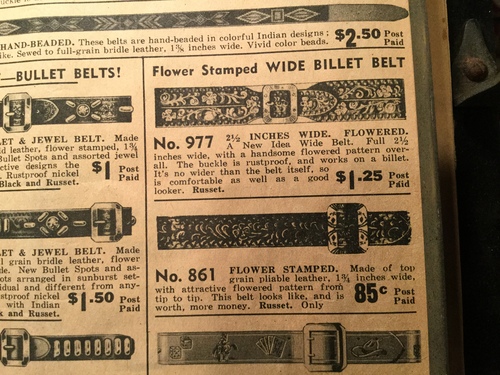 HAND-BEADED. These belts are hand-beaded in colorful Indian designs;
like. Sewed to full-grain bridle leather, 1¾ inches wide. Vivid color beads. $2.50 Post Paid
BULLET BELTS!
ET & JEWEL BELT. Made
leather, flower stamped, 1¾
Bullet Spots and assorted jewel
designs the
Rustproof nickel
Black and Russet. $1 Post Paid
ET & JEWEL BELT. Made
grain bridle leather, flower
New Bullet Spots and as-
ots arranged in sunburst set-
vidual and different from any-
stproof nickel
with Indian
k and Russet. $1.50 Post Paid
Flower Stamped WIDE BILLET BELT
No. 977 2½ INCHES WIDE. FLOWERED.
A New Idea Wide Belt. Full 2½
inches wide, with a handsome flowered pattern over-
all. The buckle is rustproof, and works on a billet.
It's no wider than the belt itself, so
is comfortable as well as a good
looker. Russet. $1.25 Post Paid
No. 861 FLOWER STAMPED. Made of top
grain pliable leather, 1¾ inches wide,
with attractive flowered pattern from
tip to tip. This belt looks like, and is
worth, more money. Russet. Only 85c Post Paid